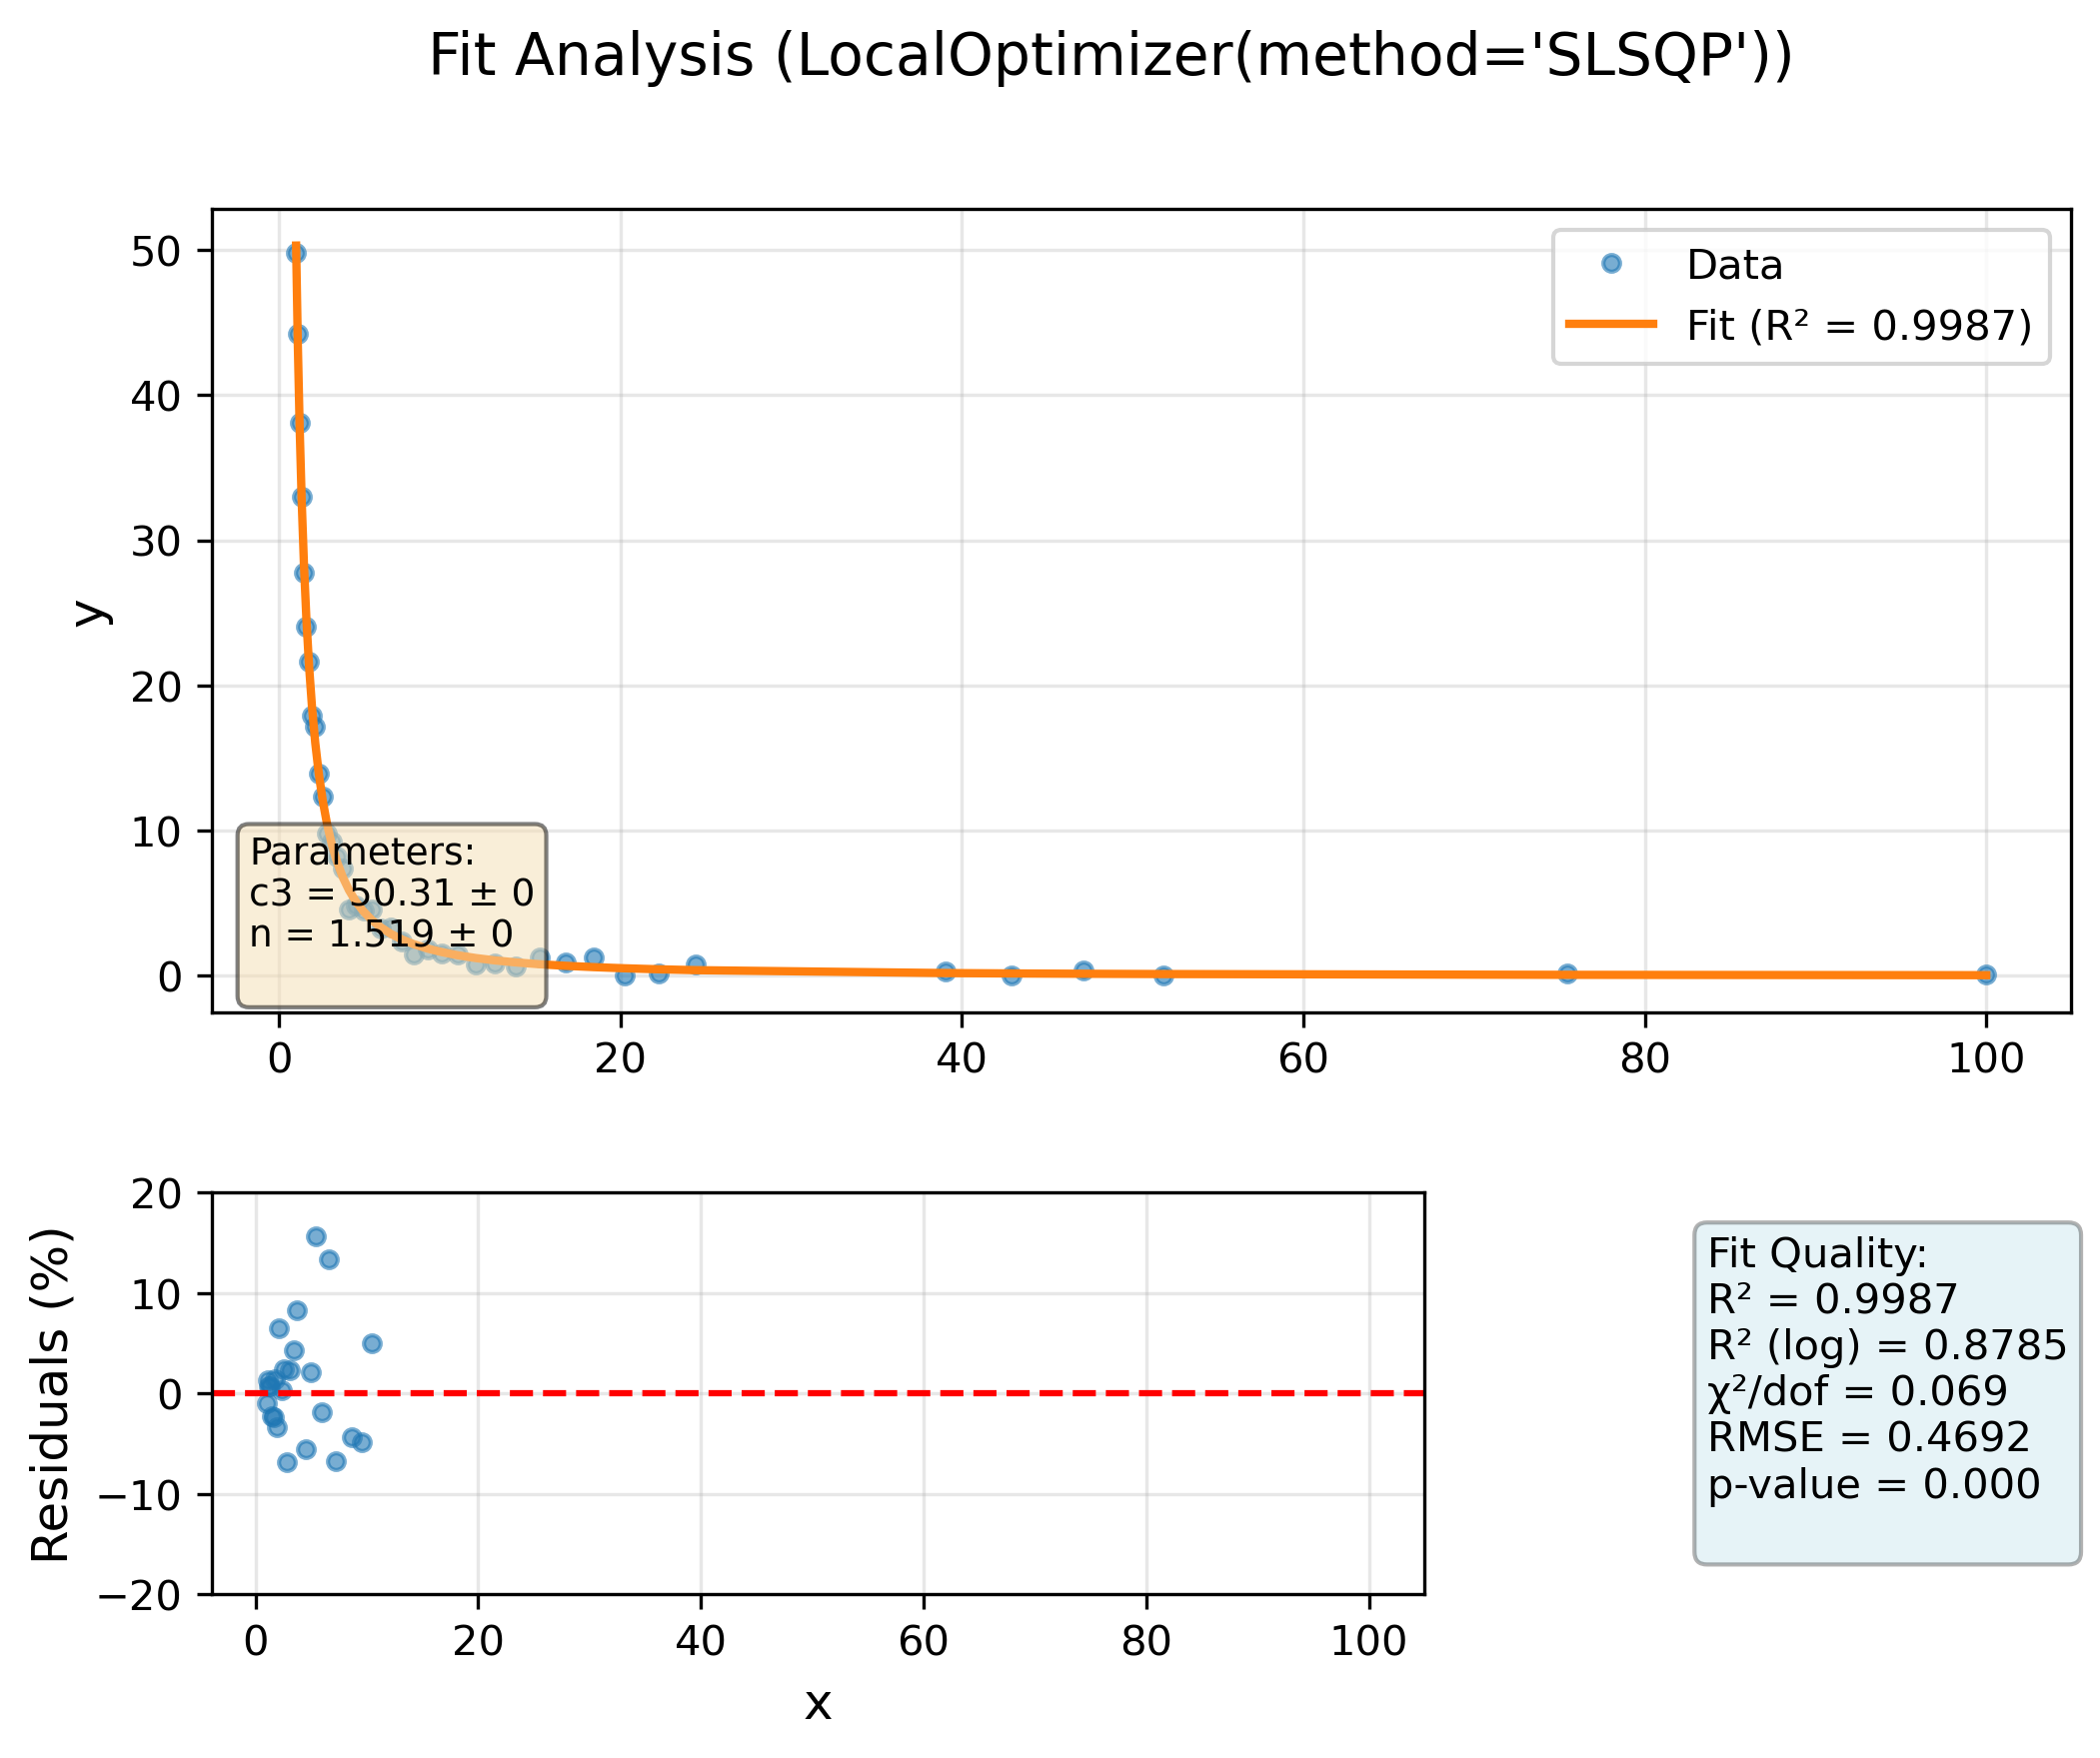 Fit Analysis (LocalOptimizer(method='SLSQP'))
y
50
40
30
20
10
0
Data
Fit (R² = 0.9987)
Parameters:
c3 = 50.31 ± 0
n = 1.519 ± 0
0 20 40 60 80 100
Residuals (%)
20
10
0
−10
−20
0 20 40 60 80 100
x
Fit Quality:
R² = 0.9987
R² (log) = 0.8785
χ²/dof = 0.069
RMSE = 0.4692
p-value = 0.000